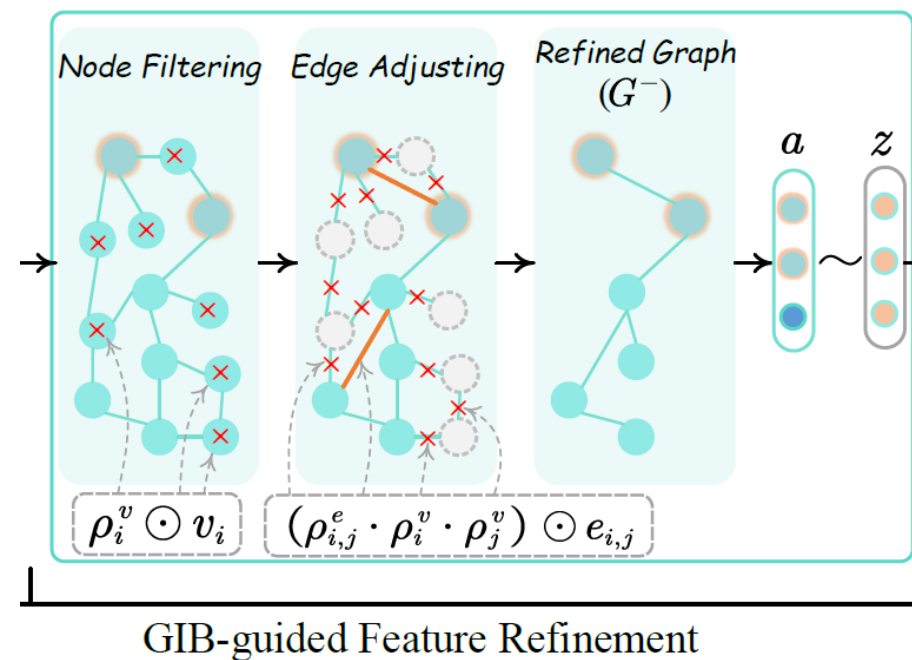 Node Filtering
Edge Adjusting
Refined Graph
(G⁻)
a
~
z
ρᵢᵛ ⊙ vᵢ
(ρᵢ,ⱼᵉ · ρᵢᵛ · ρⱼᵛ) ⊙ eᵢ,ⱼ
GIB-guided Feature Refinement